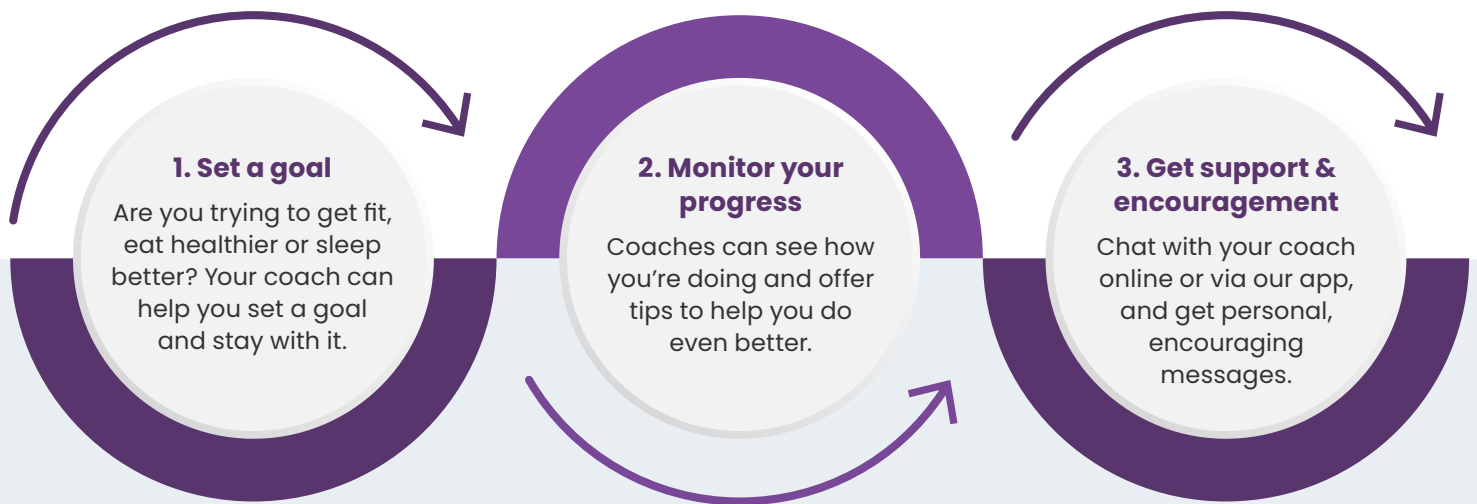 1. Set a goal
Are you trying to get fit,
eat healthier or sleep
better? Your coach can
help you set a goal
and stay with it.
2. Monitor your
progress
Coaches can see how
you’re doing and offer
tips to help you do
even better.
3. Get support &
encouragement
Chat with your coach
online or via our app,
and get personal,
encouraging
messages.